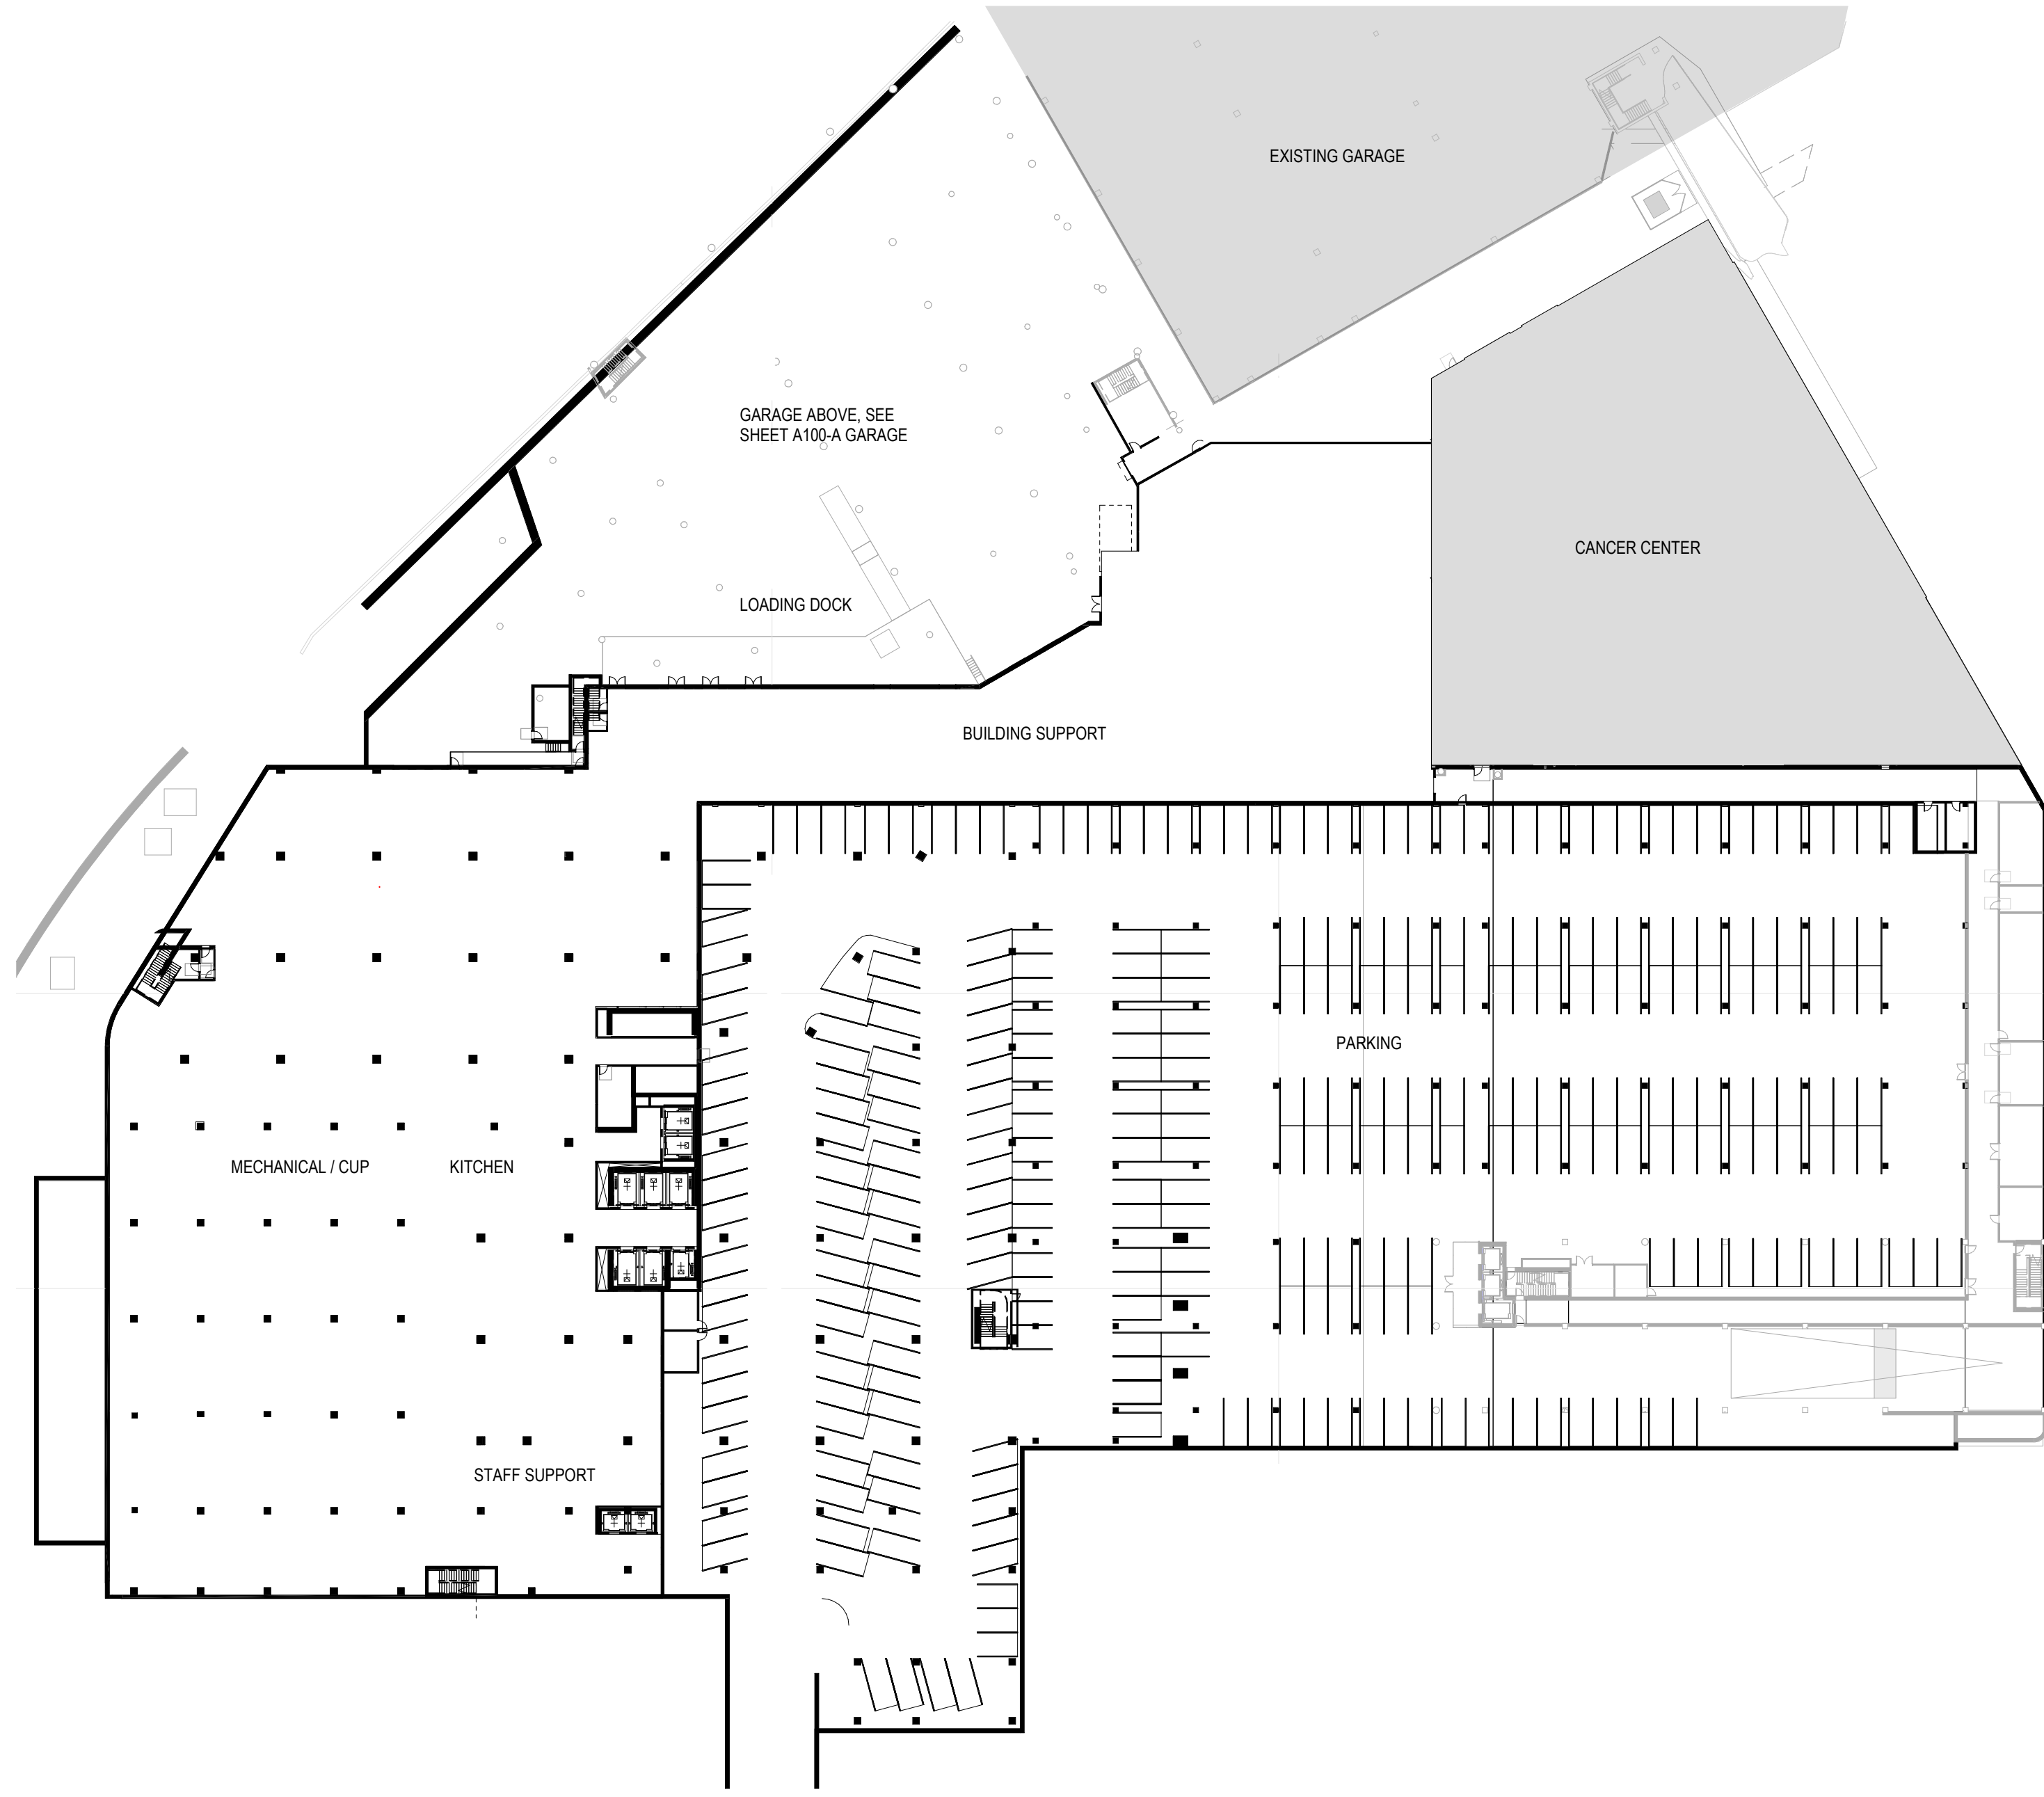 EXISTING GARAGE
GARAGE ABOVE, SEE
SHEET A100-A GARAGE
CANCER CENTER
LOADING DOCK
BUILDING SUPPORT
PARKING
MECHANICAL / CUP
KITCHEN
STAFF SUPPORT